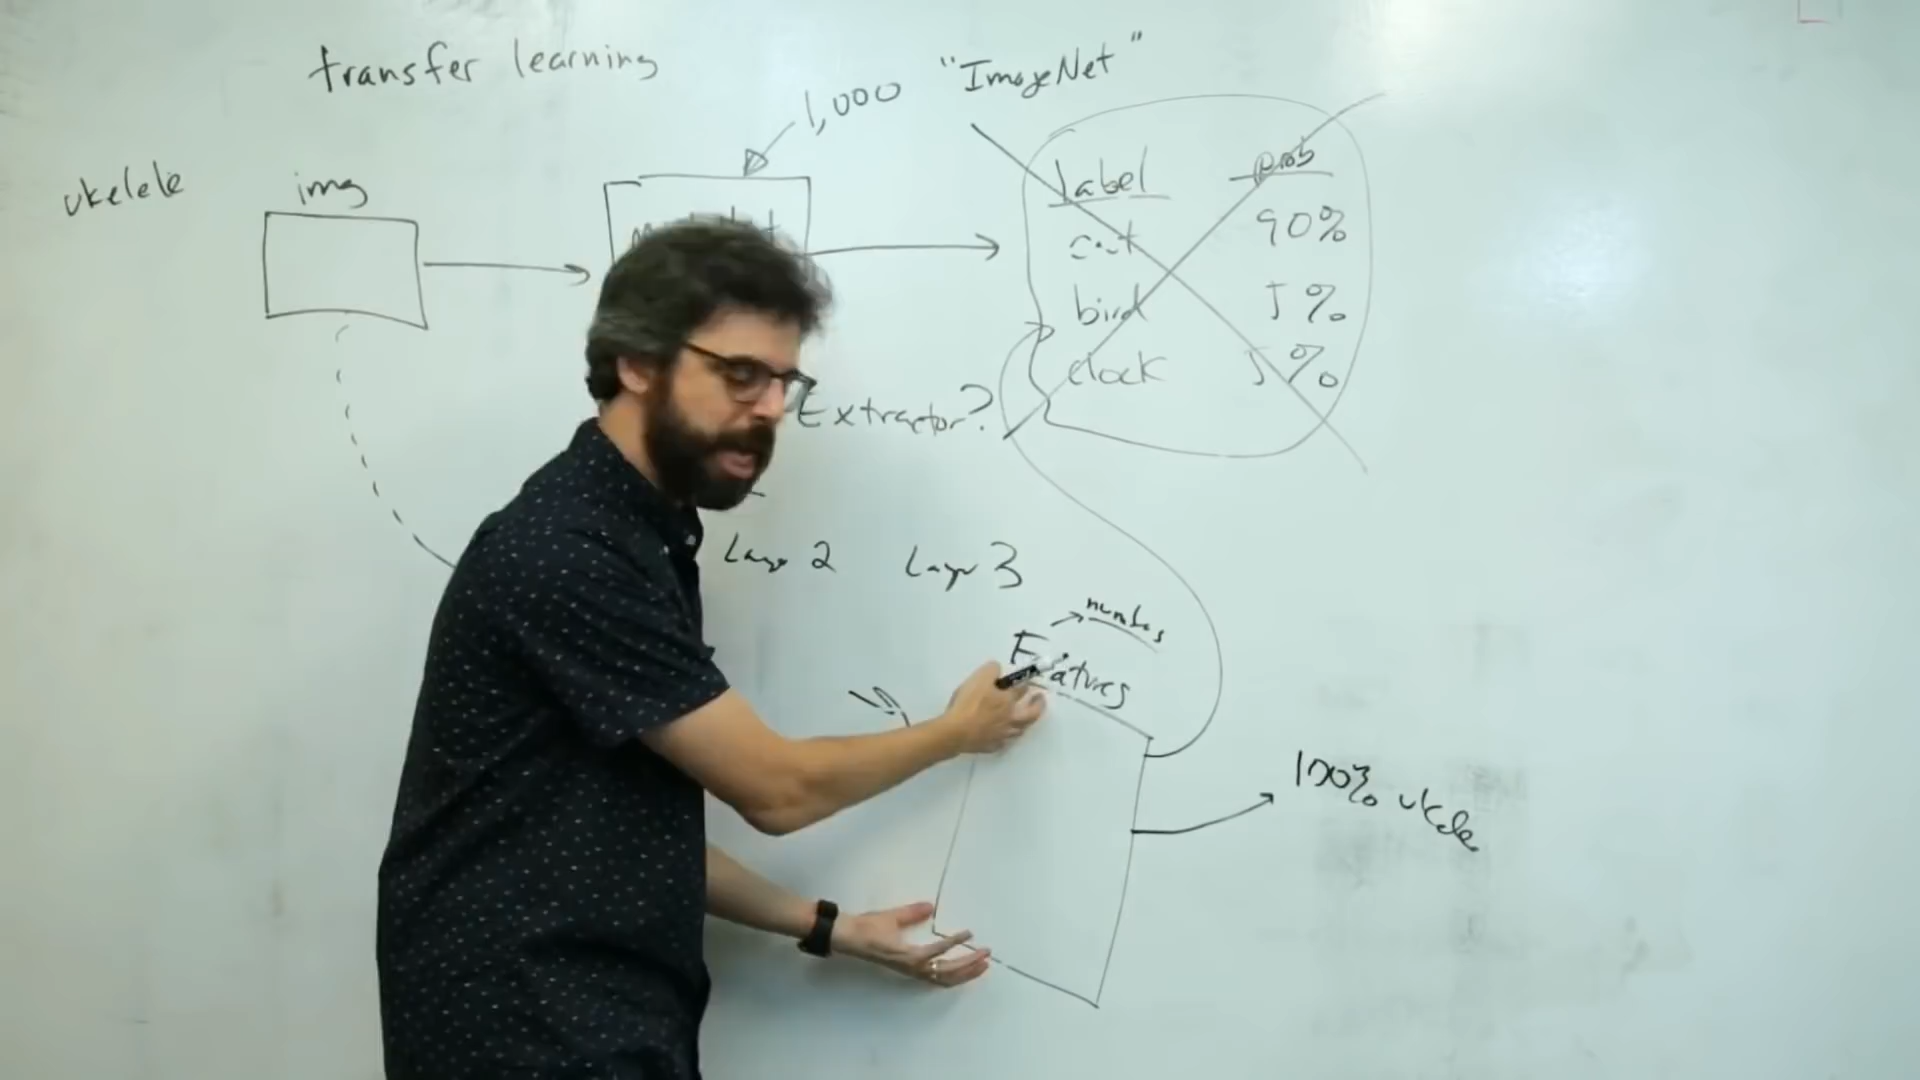 transfer learning
1,000
"ImageNet"
ukelele
img
label prob
cat 90%
bird 5%
clock 5%
Extractor?
Layer 2 Layer 3
numbers
Features
100% ukele